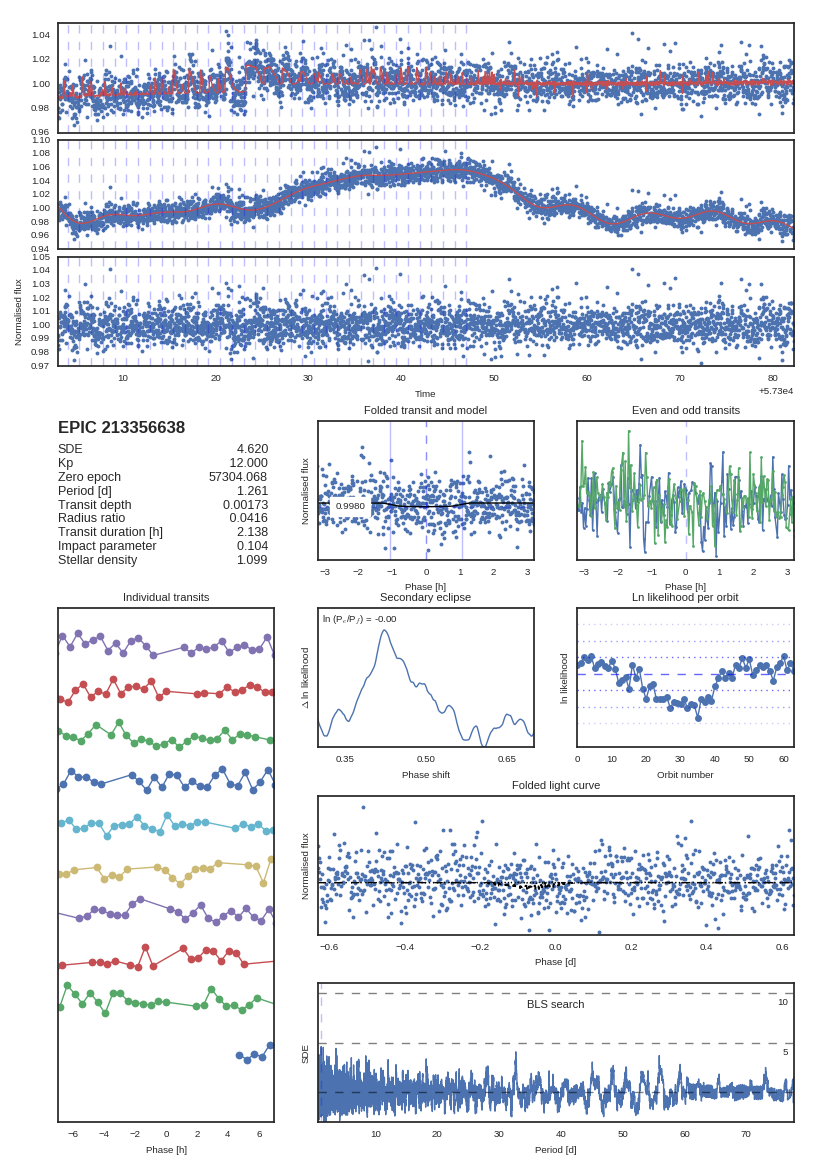 1.04
1.02
1.00
0.98
0.96
1.10
1.08
1.06
1.04
1.02
1.00
0.98
0.96
0.94
1.05
1.04
1.03
1.02
1.01
1.00
0.99
0.98
0.97
Normalised flux
10 20 30 40 50 60 70 80
Time
+5.73e4
EPIC 213356638
SDE 4.620
Kp 12.000
Zero epoch 57304.068
Period [d] 1.261
Transit depth 0.00173
Radius ratio 0.0416
Transit duration [h] 2.138
Impact parameter 0.104
Stellar density 1.099
Folded transit and model
Normalised flux
0.9980
−3 −2 −1 0 1 2 3
Phase [h]
Even and odd transits
−3 −2 −1 0 1 2 3
Phase [h]
Individual transits
−6 −4 −2 0 2 4 6
Phase [h]
Secondary eclipse
Δ ln likelihood
0.35 0.50 0.65
Phase shift
Ln likelihood per orbit
ln likelihood
0 10 20 30 40 50 60
Orbit number
Folded light curve
Normalised flux
−0.6 −0.4 −0.2 0.0 0.2 0.4 0.6
Phase [d]
BLS search
10
5
SDE
10 20 30 40 50 60 70
Period [d]